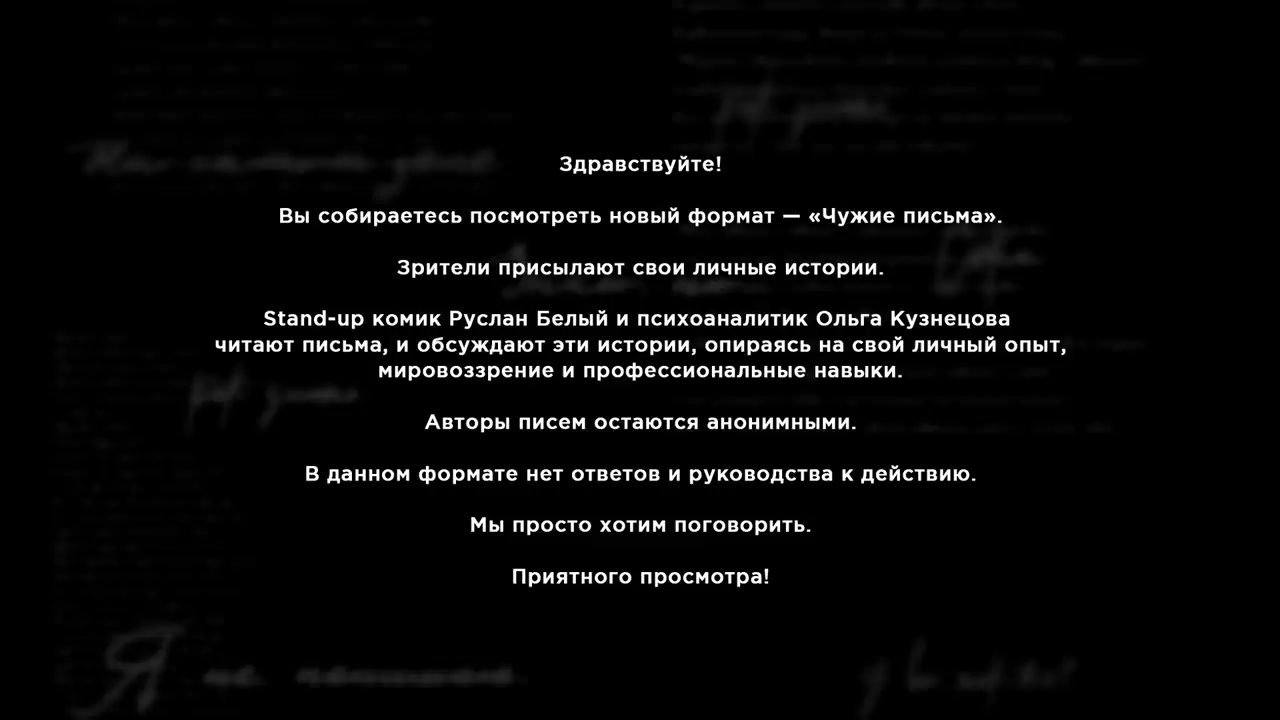 Здравствуйте!
Вы собираетесь посмотреть новый формат — «Чужие письма».
Зрители присылают свои личные истории.
Stand-up комик Руслан Белый и психоаналитик Ольга Кузнецова
читают письма, и обсуждают эти истории, опираясь на свой личный опыт,
мировоззрение и профессиональные навыки.
Авторы писем остаются анонимными.
В данном формате нет ответов и руководства к действию.
Мы просто хотим поговорить.
Приятного просмотра!